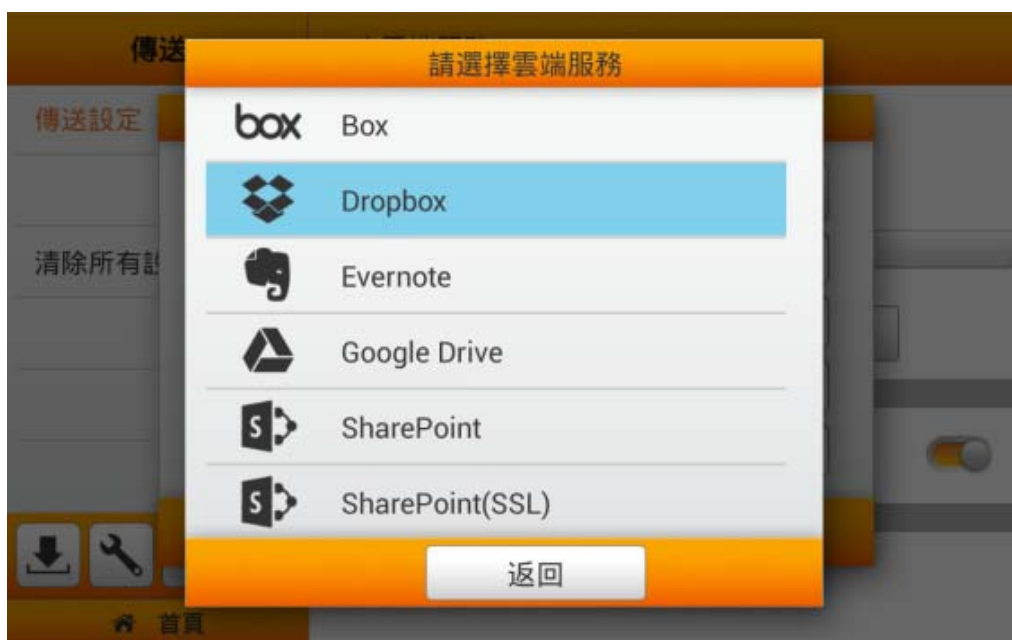 傳送
請選擇雲端服務
傳送設定
box Box
Dropbox
清除所有設
Evernote
Google Drive
S SharePoint
S SharePoint(SSL)
返回
首頁